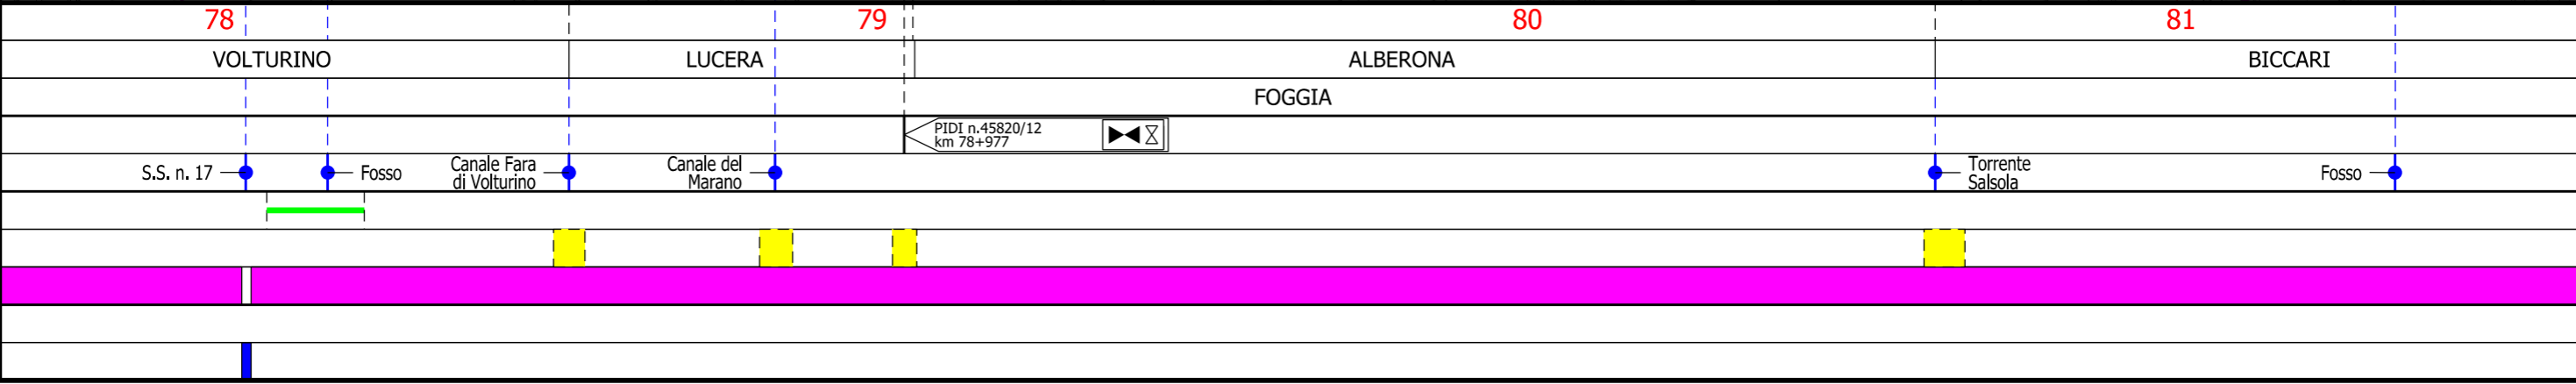 78 79 80 81
VOLTURINO LUCERA ALBERONA BICCARI
FOGGIA
PIDI n.45820/12
km 78+977
S.S. n. 17
Fosso
Canale Fara
di Volturino
Canale del
Marano
Torrente
Salsola
Fosso